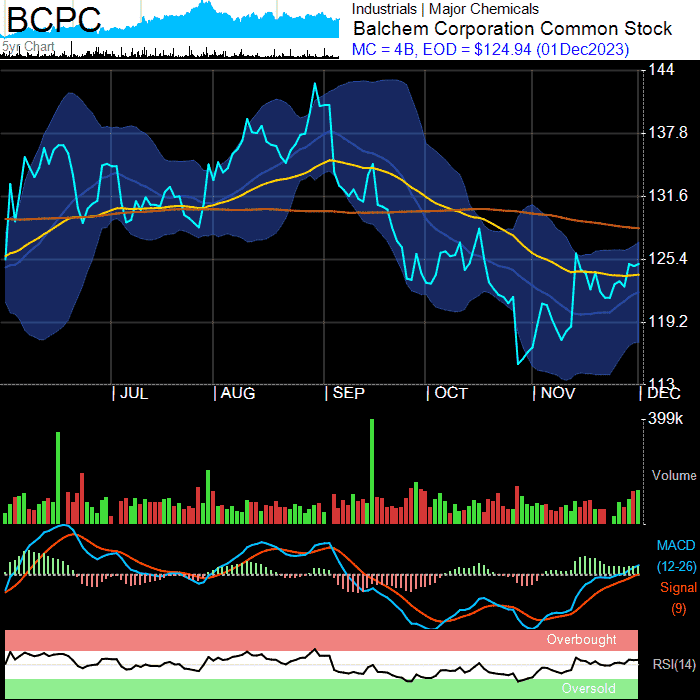 BCPC
5yr Chart
Industrials | Major Chemicals
Balchem Corporation Common Stock
MC = 4B, EOD = $124.94 (01Dec2023)
144
137.8
131.6
125.4
119.2
113
| JUL | AUG | SEP | OCT | NOV | DEC
399k
Volume
MACD
(12-26)
Signal
(9)
Overbought
RSI(14)
Oversold